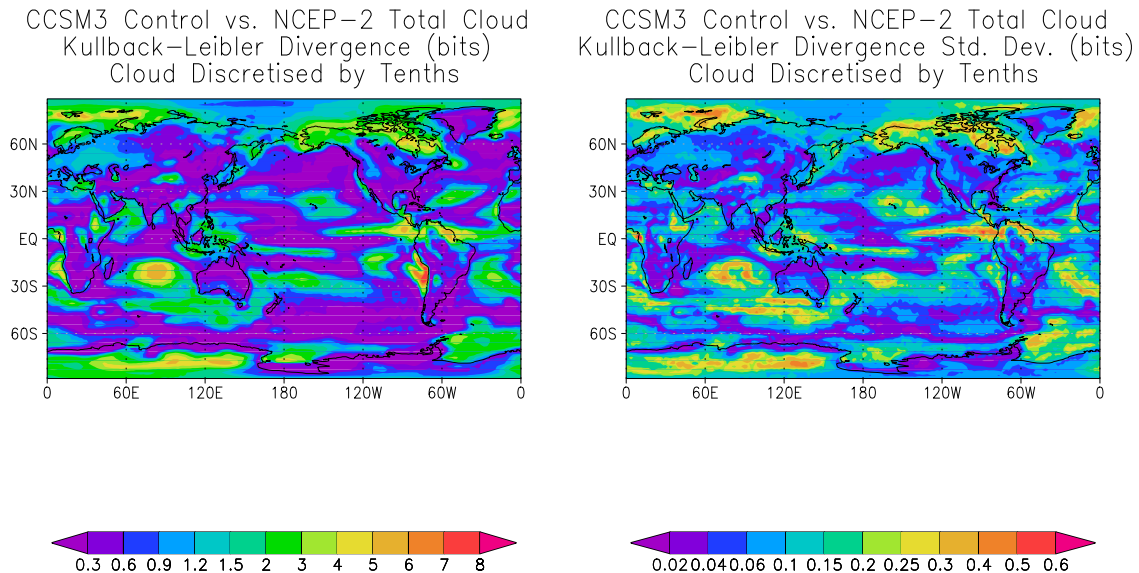 CCSM3 Control vs. NCEP-2 Total Cloud
Kullback-Leibler Divergence (bits)
Cloud Discretised by Tenths
60N
30N
EQ
30S
60S
0 60E 120E 180 120W 60W 0
0.3 0.6 0.9 1.2 1.5 2 3 4 5 6 7 8
CCSM3 Control vs. NCEP-2 Total Cloud
Kullback-Leibler Divergence Std. Dev. (bits)
Cloud Discretised by Tenths
60N
30N
EQ
30S
60S
0 60E 120E 180 120W 60W 0
0.02 0.04 0.06 0.1 0.15 0.2 0.25 0.3 0.4 0.5 0.6